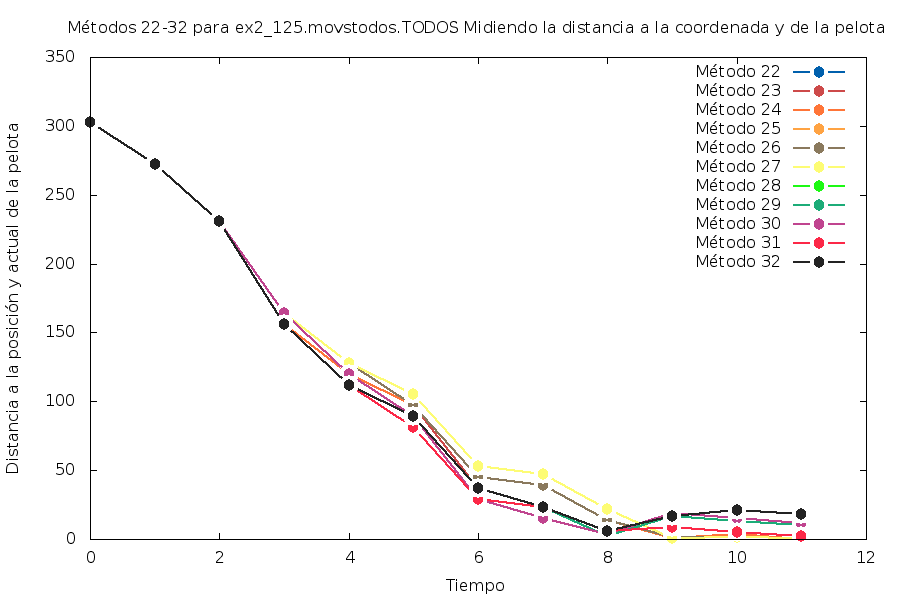 Métodos 22-32 para ex2_125.movstodos.TODOS Midiendo la distancia a la coordenada y de la pelota
350
300
250
200
150
100
50
0
Distancia a la posición y actual de la pelota
Método 22
Método 23
Método 24
Método 25
Método 26
Método 27
Método 28
Método 29
Método 30
Método 31
Método 32
0 2 4 6 8 10 12
Tiempo